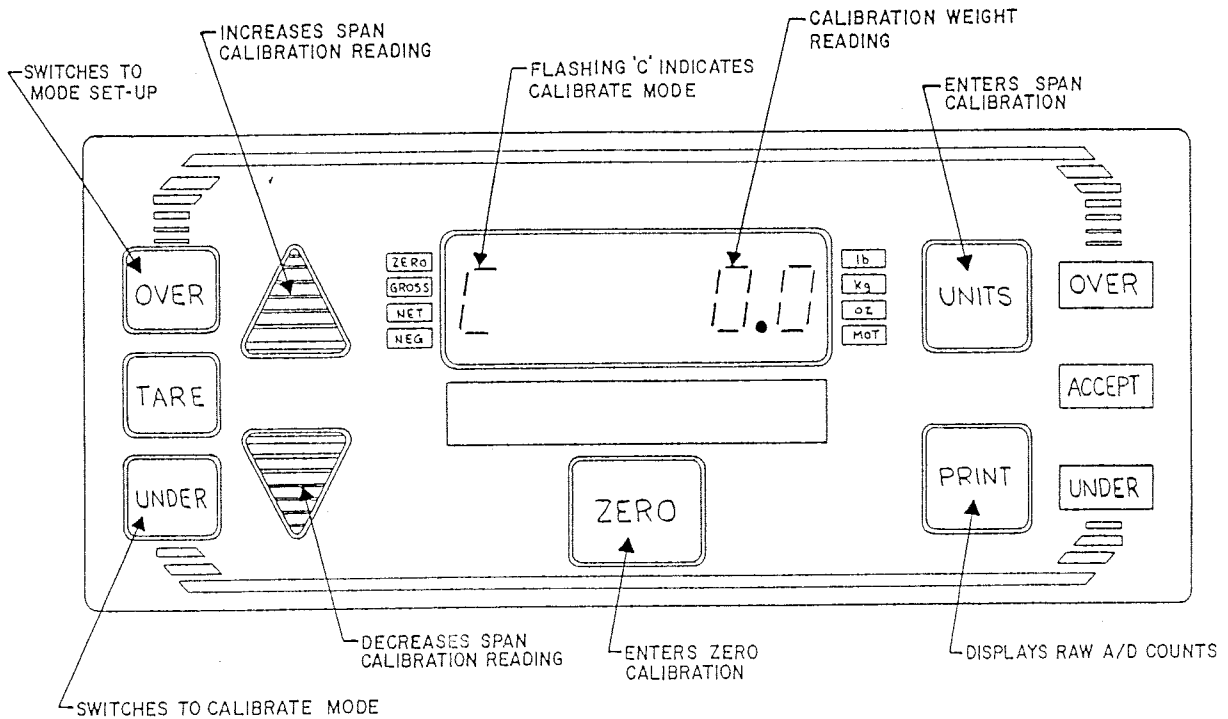 INCREASES SPAN
CALIBRATION READING
CALIBRATION WEIGHT
READING
SWITCHES TO
MODE SET-UP
FLASHING 'C' INDICATES
CALIBRATE MODE
ENTERS SPAN
CALIBRATION
OVER
TARE
UNDER
ZERO
GROSS
NET
NEG
C 0.0
lb
Kg
oz
MOT
UNITS
PRINT
ZERO
OVER
ACCEPT
UNDER
DECREASES SPAN
CALIBRATION READING
ENTERS ZERO
CALIBRATION
DISPLAYS RAW A/D COUNTS
SWITCHES TO CALIBRATE MODE